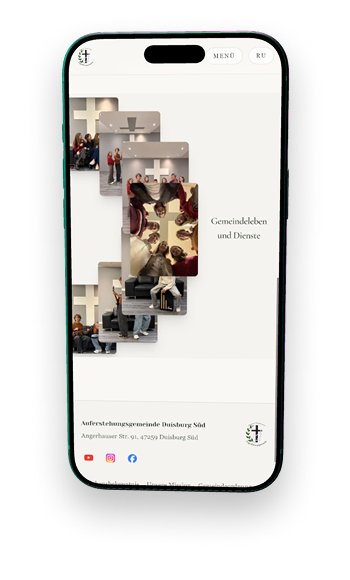 MENÜ
RU
Gemeindeleben
und Dienste
Auferstehungsgemeinde Duisburg Süd
Angerhauser Str. 91, 47259 Duisburg Süd